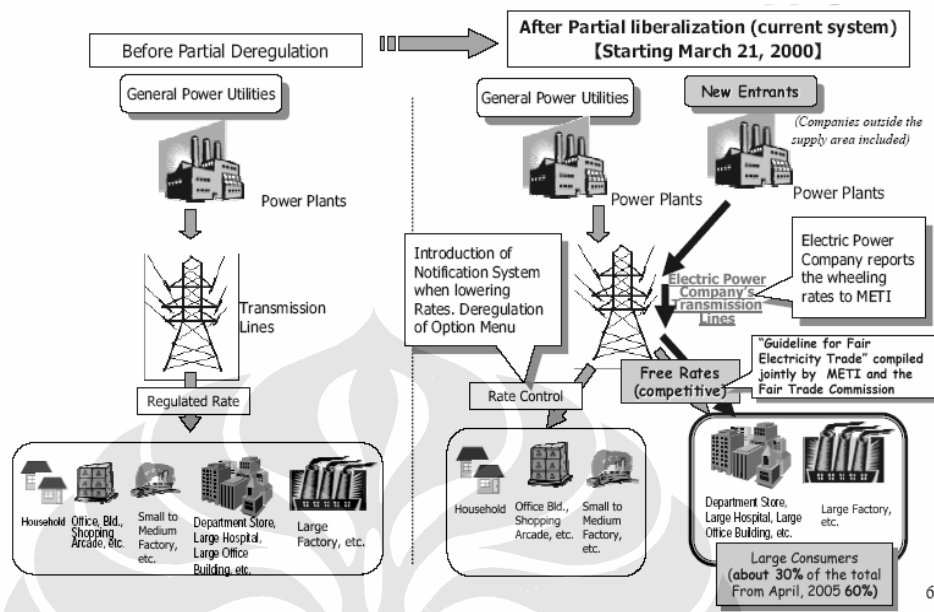 Before Partial Deregulation
After Partial liberalization (current system)
【Starting March 21, 2000】
General Power Utilities
Power Plants
Transmission
Lines
Regulated Rate
Household
Office, Bld.,
Shopping
Arcade, etc.
Small to
Medium
Factory,
etc.
Department Store,
Large Hospital,
Large Office
Building, etc.
Large
Factory, etc.
General Power Utilities
New Entrants
(Companies outside the
supply area included)
Power Plants
Power Plants
Introduction of
Notification System
when lowering
Rates. Deregulation
of Option Menu
Electric Power
Company's
Transmission
Lines
Electric Power
Company reports
the wheeling
rates to METI
"Guideline for Fair
Electricity Trade" compiled
jointly by METI and the
Fair Trade Commission
Rate Control
Free Rates
(competitive)
Household
Office Bld.,
Shopping
Arcade, etc.
Small to
Medium
Factory, etc.
Department Store,
Large Hospital, Large
Office Building, etc.
Large Factory,
etc.
Large Consumers
(about 30% of the total
From April, 2005 60%)
6